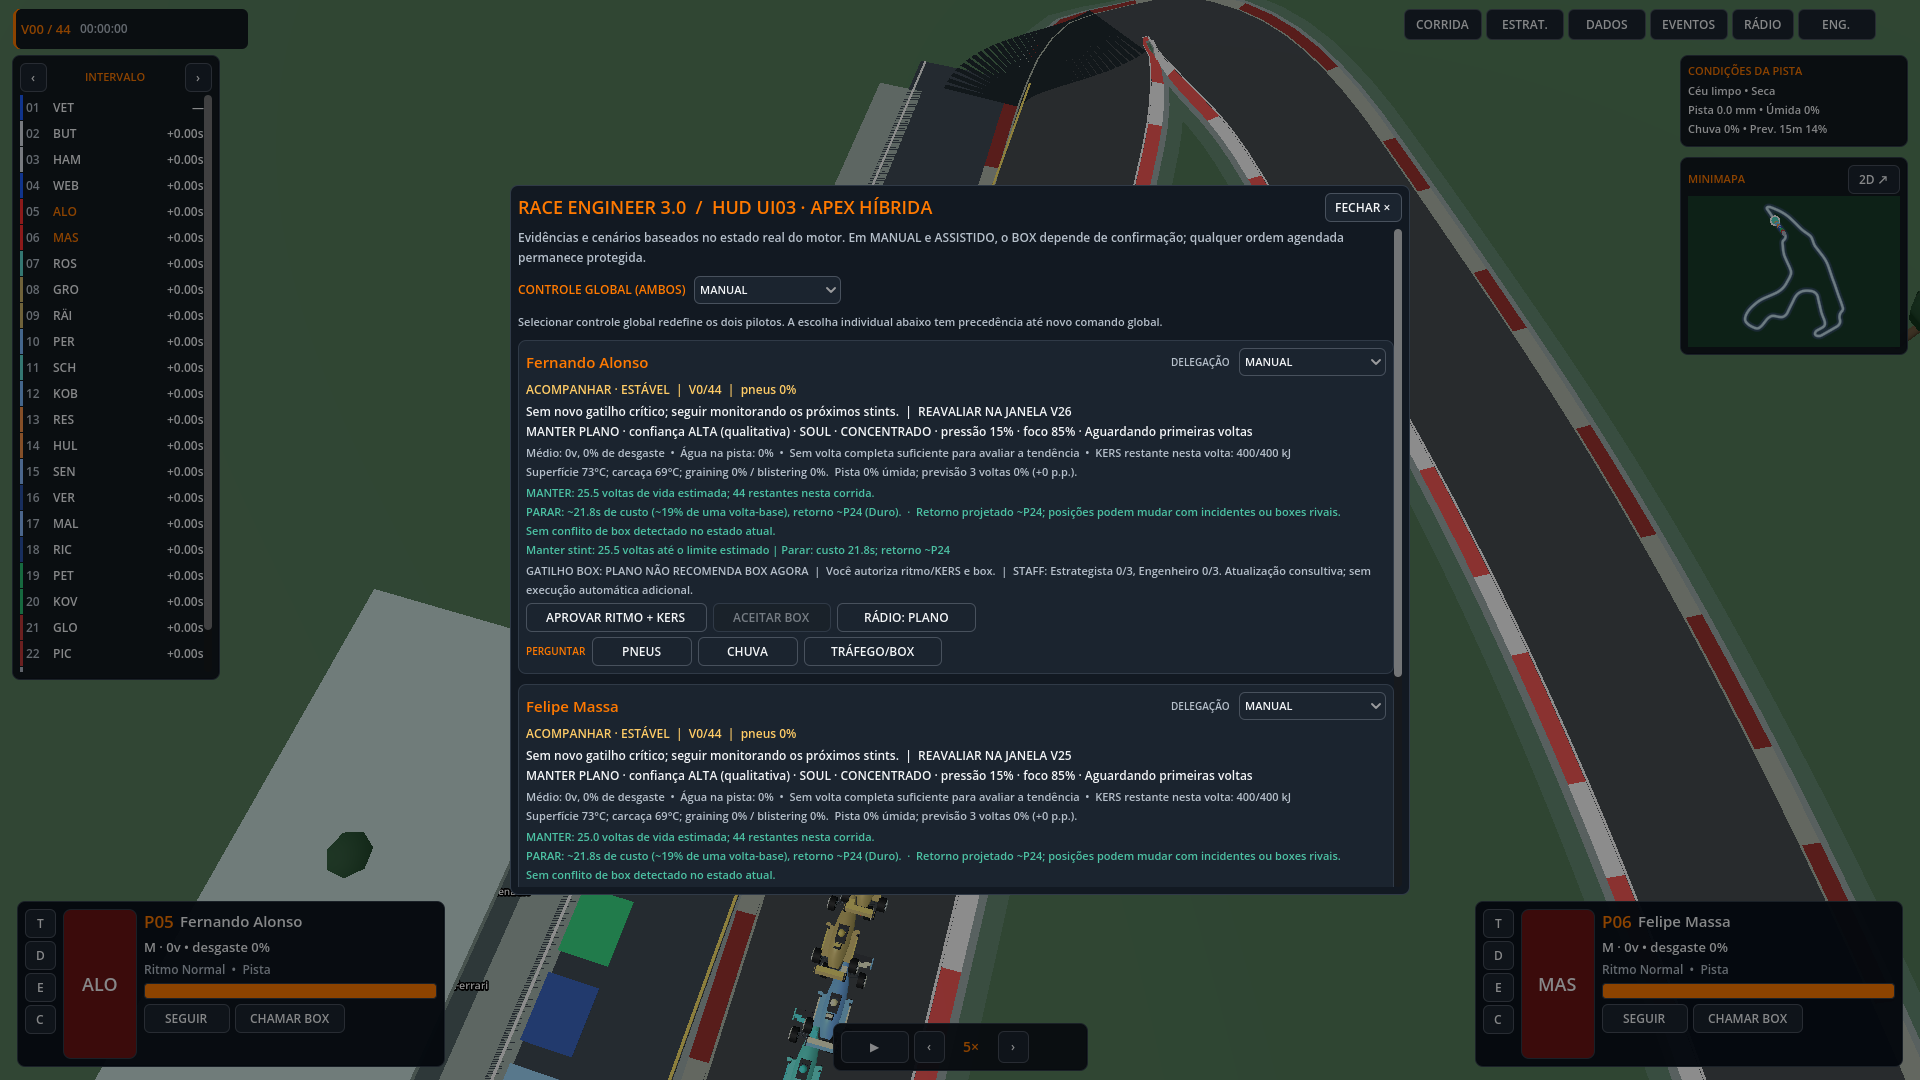 V00 / 44 00:00:00
CORRIDA ESTRAT. DADOS EVENTOS RÁDIO ENG.
‹ INTERVALO ›
01 VET —
02 BUT +0.00s
03 HAM +0.00s
04 WEB +0.00s
05 ALO +0.00s
06 MAS +0.00s
07 ROS +0.00s
08 GRO +0.00s
09 RÄI +0.00s
10 PER +0.00s
11 SCH +0.00s
12 KOB +0.00s
13 RES +0.00s
14 HUL +0.00s
15 SEN +0.00s
16 VER +0.00s
17 MAL +0.00s
18 RIC +0.00s
19 PET +0.00s
20 KOV +0.00s
21 GLO +0.00s
22 PIC +0.00s
CONDIÇÕES DA PISTA
Céu limpo • Seca
Pista 0.0 mm • Úmida 0%
Chuva 0% • Prev. 15m 14%
MINIMAPA 2D ↗
RACE ENGINEER 3.0 / HUD UI03 · APEX HÍBRIDA FECHAR ×
Evidências e cenários baseados no estado real do motor. Em MANUAL e ASSISTIDO, o BOX depende de confirmação; qualquer ordem agendada
permanece protegida.
CONTROLE GLOBAL (AMBOS) MANUAL
Selecionar controle global redefine os dois pilotos. A escolha individual abaixo tem precedência até novo comando global.
Fernando Alonso DELEGAÇÃO MANUAL
ACOMPANHAR · ESTÁVEL | V0/44 | pneus 0%
Sem novo gatilho crítico; seguir monitorando os próximos stints. | REAVALIAR NA JANELA V26
MANTER PLANO · confiança ALTA (qualitativa) · SOUL · CONCENTRADO · pressão 15% · foco 85% · Aguardando primeiras voltas
Médio: 0v, 0% de desgaste • Água na pista: 0% • Sem volta completa suficiente para avaliar a tendência • KERS restante nesta volta: 400/400 kJ
Superfície 73°C; carcaça 69°C; graining 0% / blistering 0%. Pista 0% úmida; previsão 3 voltas 0% (+0 p.p.).
MANTER: 25.5 voltas de vida estimada; 44 restantes nesta corrida.
PARAR: ~21.8s de custo (~19% de uma volta-base), retorno ~P24 (Duro). · Retorno projetado ~P24; posições podem mudar com incidentes ou boxes rivais.
Sem conflito de box detectado no estado atual.
Manter stint: 25.5 voltas até o limite estimado | Parar: custo 21.8s; retorno ~P24
GATILHO BOX: PLANO NÃO RECOMENDA BOX AGORA | Você autoriza ritmo/KERS e box. | STAFF: Estrategista 0/3, Engenheiro 0/3. Atualização consultiva; sem
execução automática adicional.
APROVAR RITMO + KERS ACEITAR BOX RÁDIO: PLANO
PERGUNTAR PNEUS CHUVA TRÁFEGO/BOX
Felipe Massa DELEGAÇÃO MANUAL
ACOMPANHAR · ESTÁVEL | V0/44 | pneus 0%
Sem novo gatilho crítico; seguir monitorando os próximos stints. | REAVALIAR NA JANELA V25
MANTER PLANO · confiança ALTA (qualitativa) · SOUL · CONCENTRADO · pressão 15% · foco 85% · Aguardando primeiras voltas
Médio: 0v, 0% de desgaste • Água na pista: 0% • Sem volta completa suficiente para avaliar a tendência • KERS restante nesta volta: 400/400 kJ
Superfície 73°C; carcaça 69°C; graining 0% / blistering 0%. Pista 0% úmida; previsão 3 voltas 0% (+0 p.p.).
MANTER: 25.0 voltas de vida estimada; 44 restantes nesta corrida.
PARAR: ~21.8s de custo (~19% de uma volta-base), retorno ~P24 (Duro). · Retorno projetado ~P24; posições podem mudar com incidentes ou boxes rivais.
Sem conflito de box detectado no estado atual.
T D E C
ALO
P05 Fernando Alonso
M · 0v • desgaste 0%
Ritmo Normal • Pista
SEGUIR CHAMAR BOX
▶ ‹ 5× ›
T D E C
MAS
P06 Felipe Massa
M · 0v • desgaste 0%
Ritmo Normal • Pista
SEGUIR CHAMAR BOX